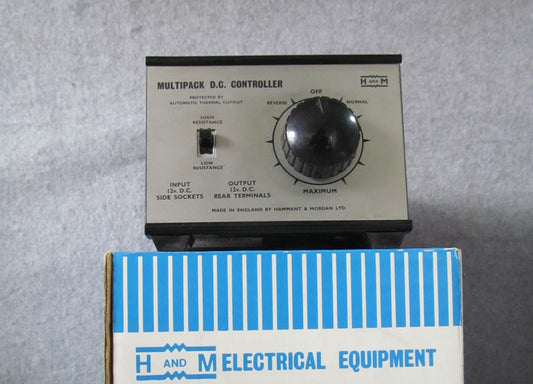 MULTIPACK D.C. CONTROLLER
H AND M
PROTECTED BY
AUTOMATIC THERMAL CUTOUT
OFF
REVERSE
NORMAL
HIGH
RESISTANCE
LOW
RESISTANCE
INPUT
12v. D.C.
SIDE SOCKETS
OUTPUT
12v. D.C.
REAR TERMINALS
MAXIMUM
MADE IN ENGLAND BY HAMMANT & MORGAN LTD.
H AND M ELECTRICAL EQUIPMENT